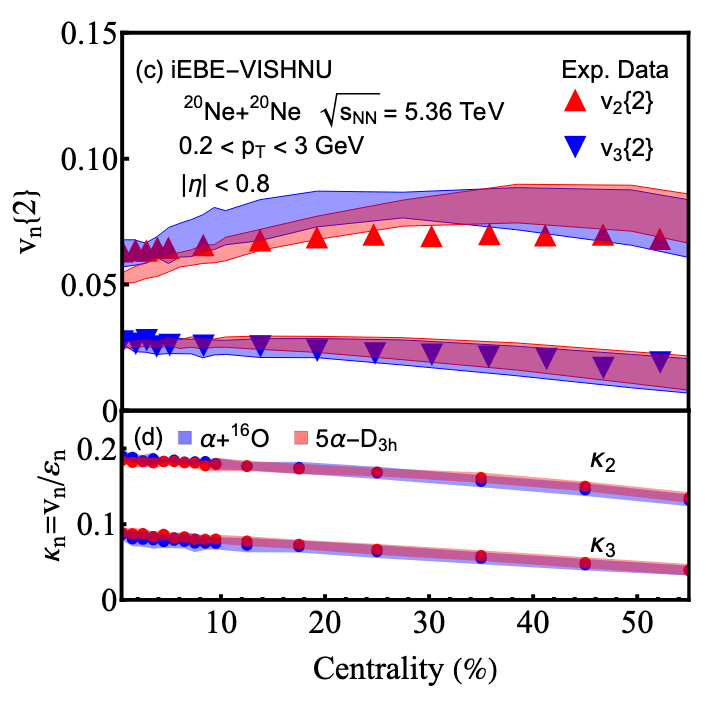 0.15
(c) iEBE−VISHNU
Exp. Data
²⁰Ne+²⁰Ne √sNN = 5.36 TeV
v₂{2}
0.2 < pT < 3 GeV
v₃{2}
|η| < 0.8
0.10
0.05
0
vₙ{2}
(d) α+¹⁶O 5α−D₃ₕ
0.2
κ₂
0.1
κ₃
0
κₙ=vₙ/εₙ
10 20 30 40 50
Centrality (%)